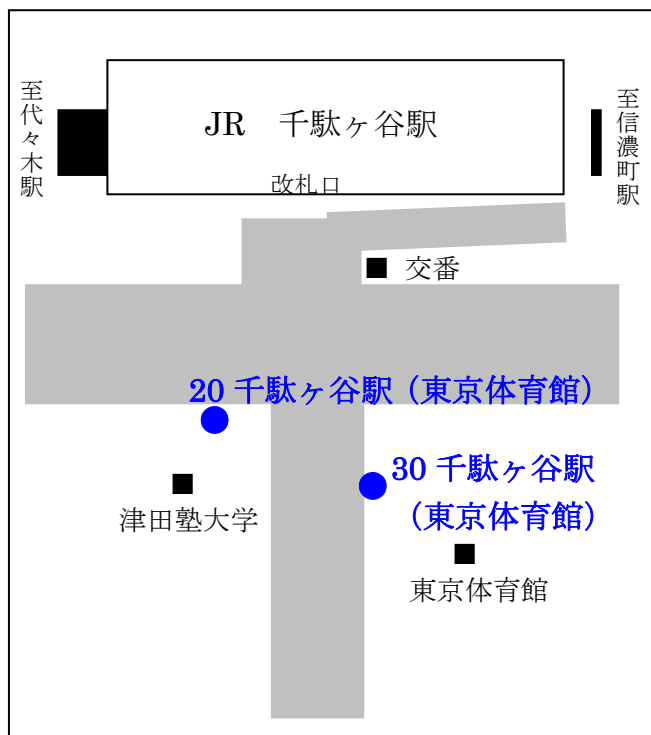 至代々木駅
JR 千駄ヶ谷駅
至信濃町駅
改札口
交番
20 千駄ヶ谷駅 (東京体育館)
30 千駄ヶ谷駅
(東京体育館)
津田塾大学
東京体育館